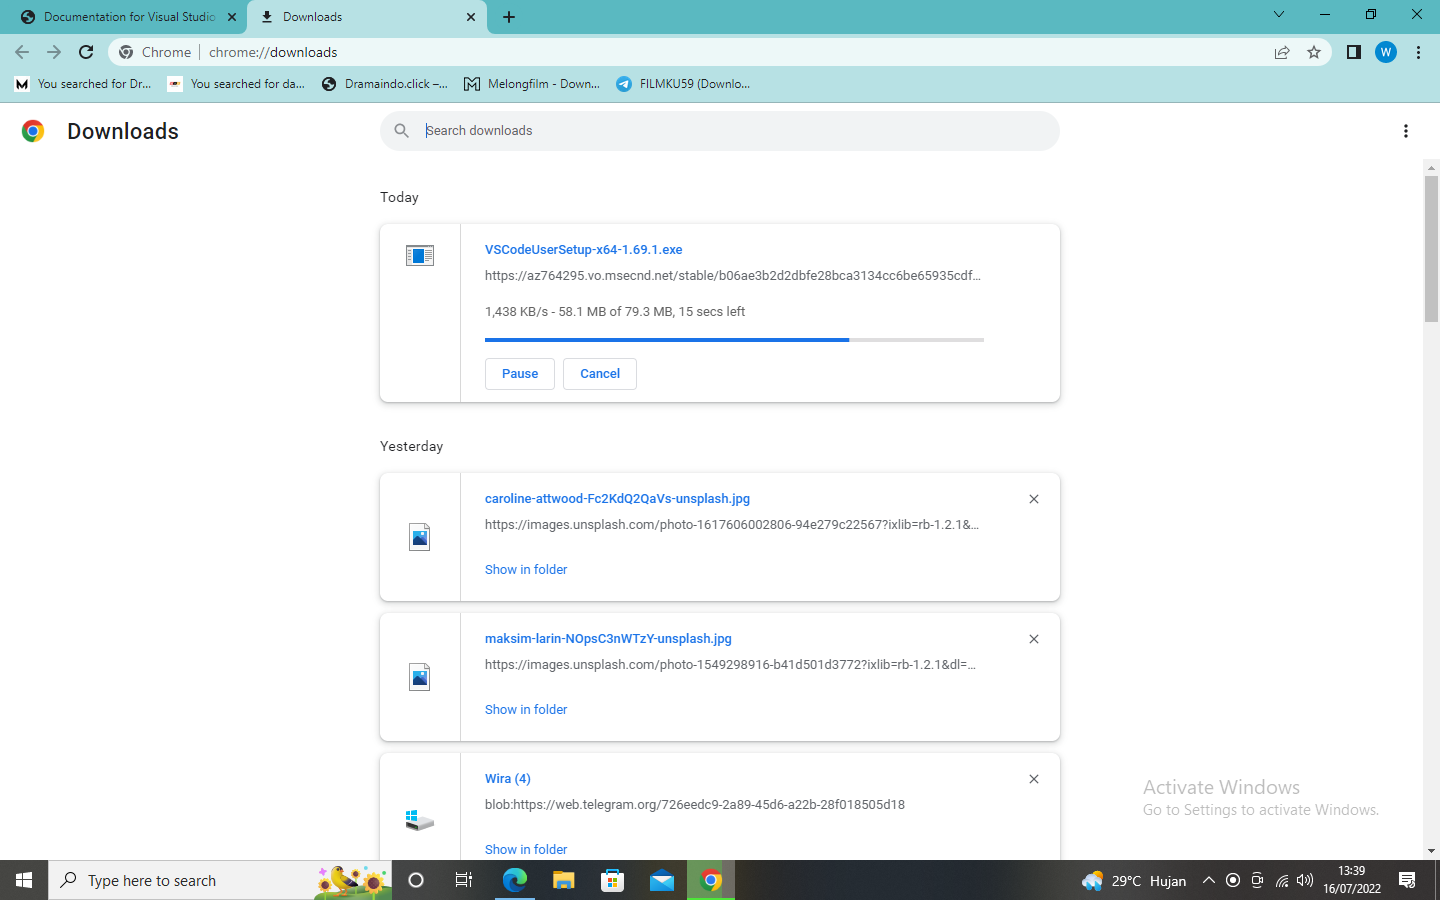 Documentation for Visual Studio
Downloads
Chrome
chrome://downloads
W
You searched for Dr...
You searched for da...
Dramaindo.click –...
Melongfilm - Down...
FILMKU59 (Downlo...
Downloads
Search downloads
Today
VSCodeUserSetup-x64-1.69.1.exe
https://az764295.vo.msecnd.net/stable/b06ae3b2d2dbfe28bca3134cc6be65935cdf...
1,438 KB/s - 58.1 MB of 79.3 MB, 15 secs left
Pause
Cancel
Yesterday
caroline-attwood-Fc2KdQ2QaVs-unsplash.jpg
https://images.unsplash.com/photo-1617606002806-94e279c22567?ixlib=rb-1.2.1&...
Show in folder
maksim-larin-NOpsC3nWTzY-unsplash.jpg
https://images.unsplash.com/photo-1549298916-b41d501d3772?ixlib=rb-1.2.1&dl=...
Show in folder
Wira (4)
blob:https://web.telegram.org/726eedc9-2a89-45d6-a22b-28f018505d18
Show in folder
Activate Windows
Go to Settings to activate Windows.
Type here to search
29°C Hujan
13:39
16/07/2022